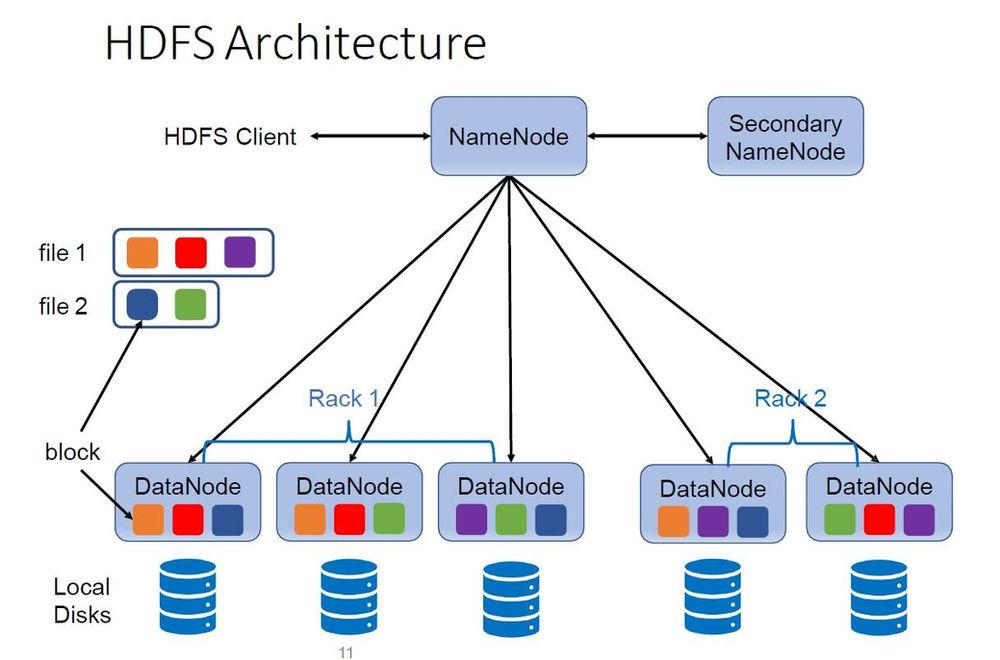 HDFS Architecture
HDFS Client
NameNode
Secondary
NameNode
file 1
file 2
Rack 1
Rack 2
block
DataNode
DataNode
DataNode
DataNode
DataNode
Local
Disks
11